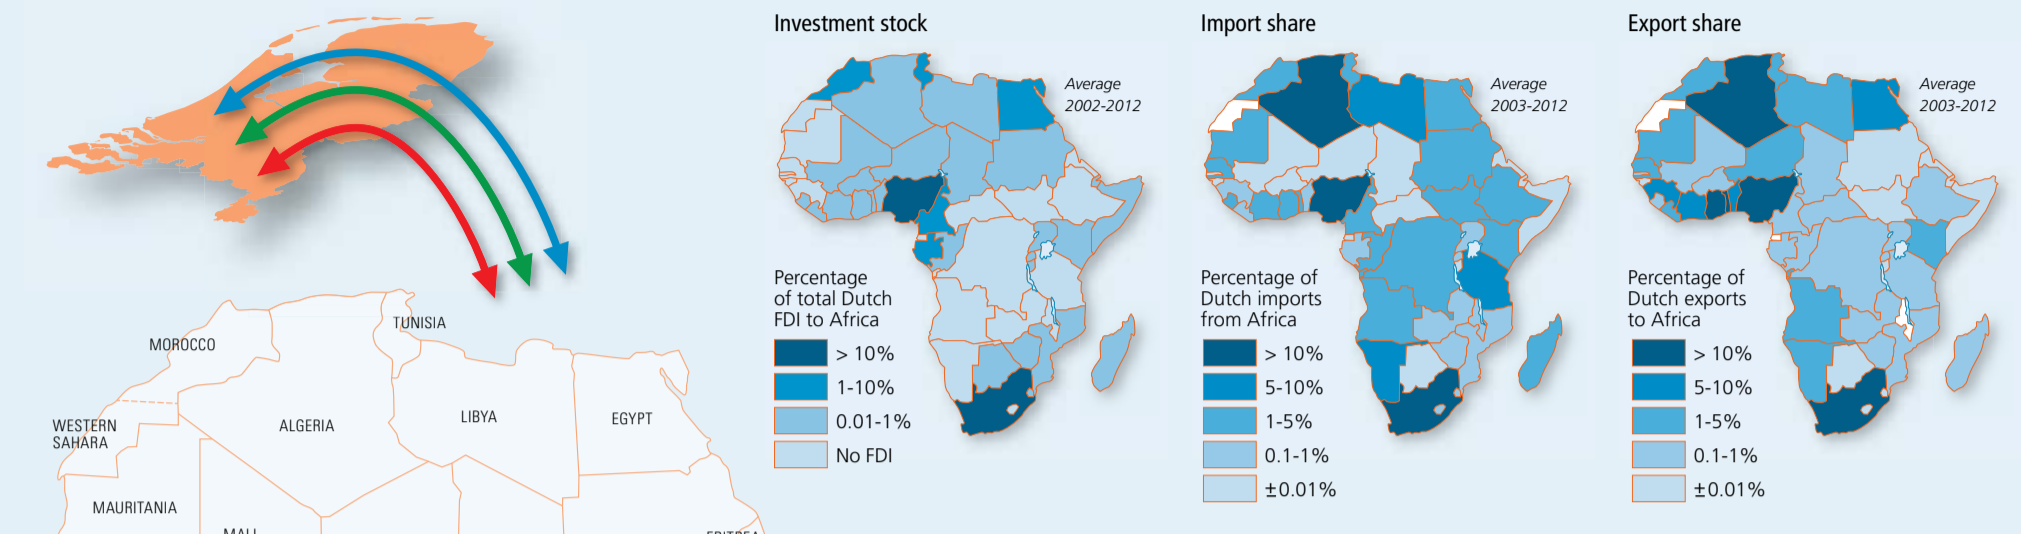 TUNISIA
MOROCCO
WESTERN
SAHARA
ALGERIA
LIBYA
EGYPT
MAURITANIA
Investment stock
Average
2002-2012
Percentage
of total Dutch
FDI to Africa
> 10%
1-10%
0.01-1%
No FDI
Import share
Average
2003-2012
Percentage of
Dutch imports
from Africa
> 10%
5-10%
1-5%
0.1-1%
±0.01%
Export share
Average
2003-2012
Percentage of
Dutch exports
to Africa
> 10%
5-10%
1-5%
0.1-1%
±0.01%